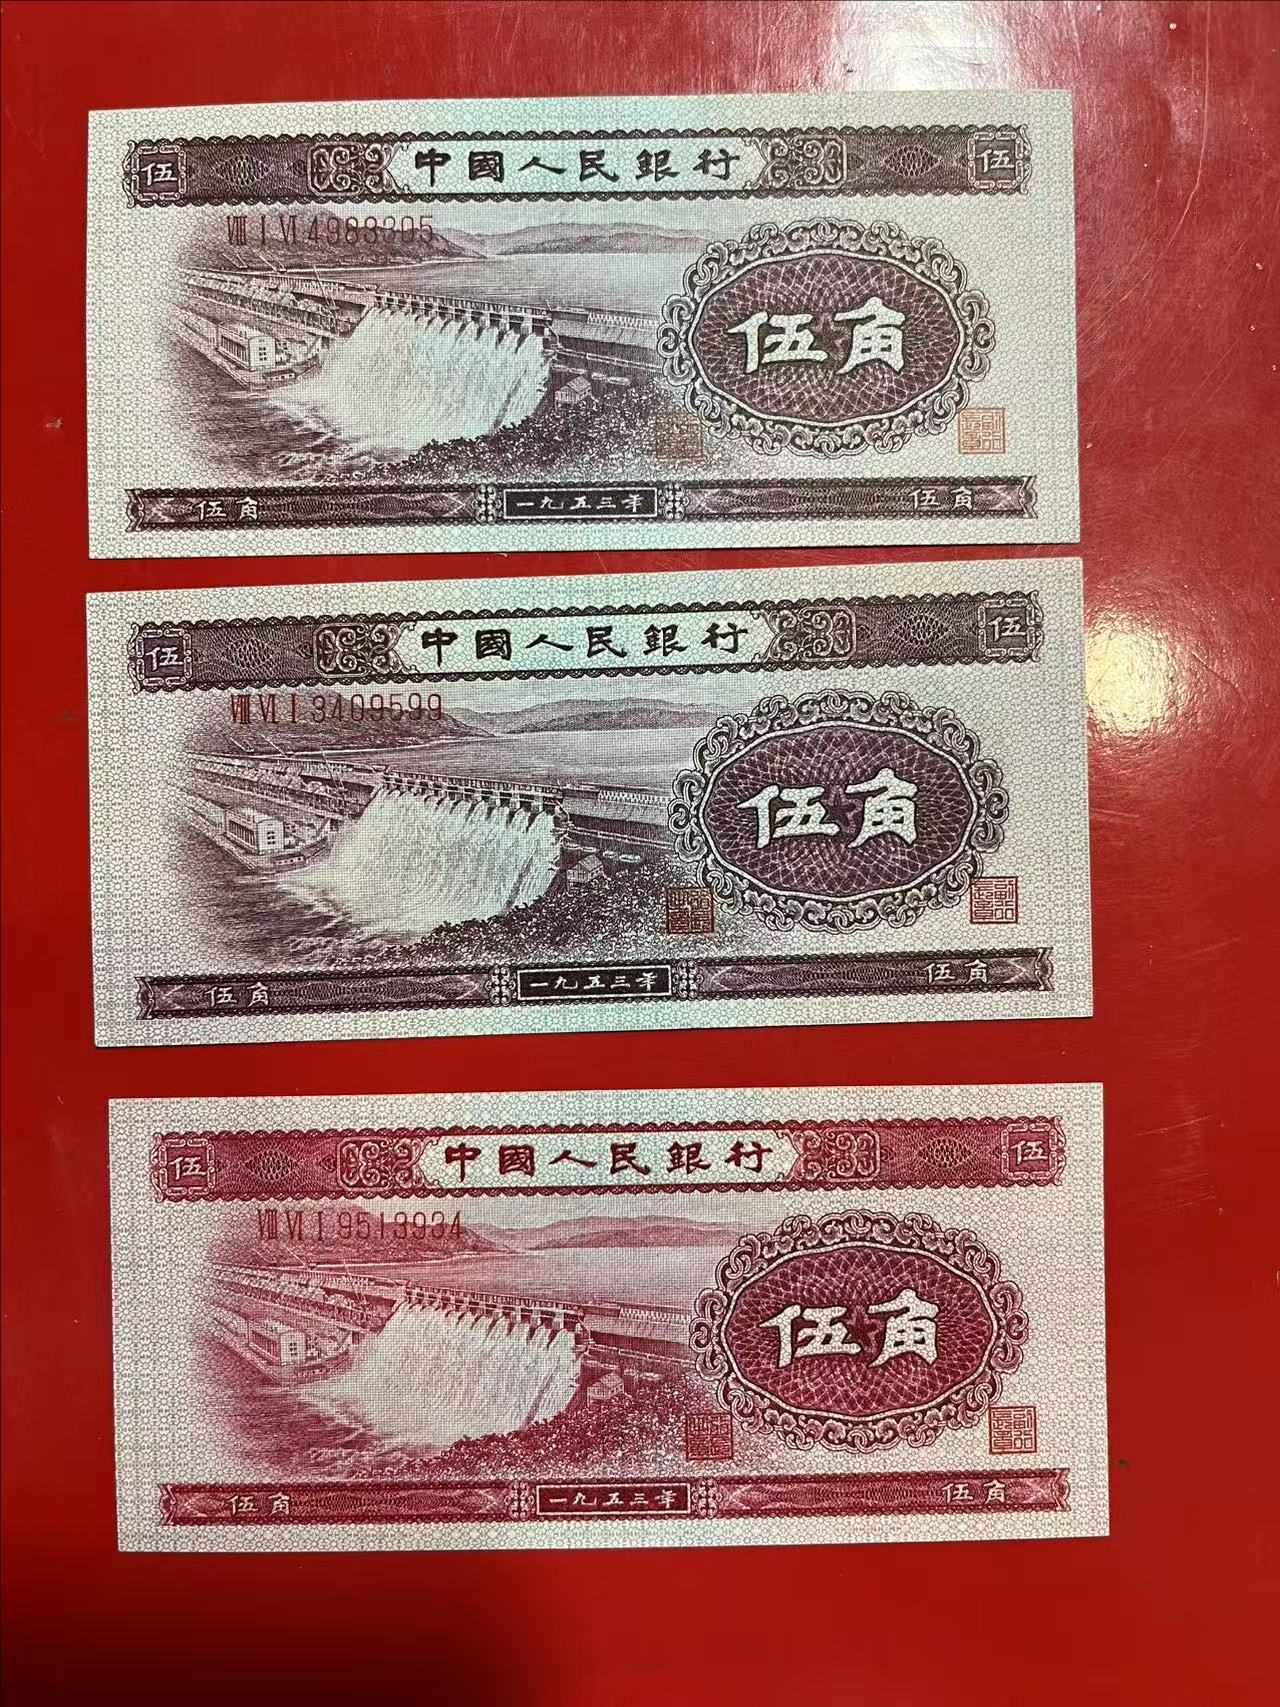 伍 中國人民銀行 伍
VIII I VI 4983305
伍角
伍角 一九五三年 伍角
伍 中國人民銀行 伍
VIII VI I 3409599
伍角
伍角 一九五三年 伍角
伍 中國人民銀行 伍
VIII VI I 9513934
伍角
伍角 一九五三年 伍角